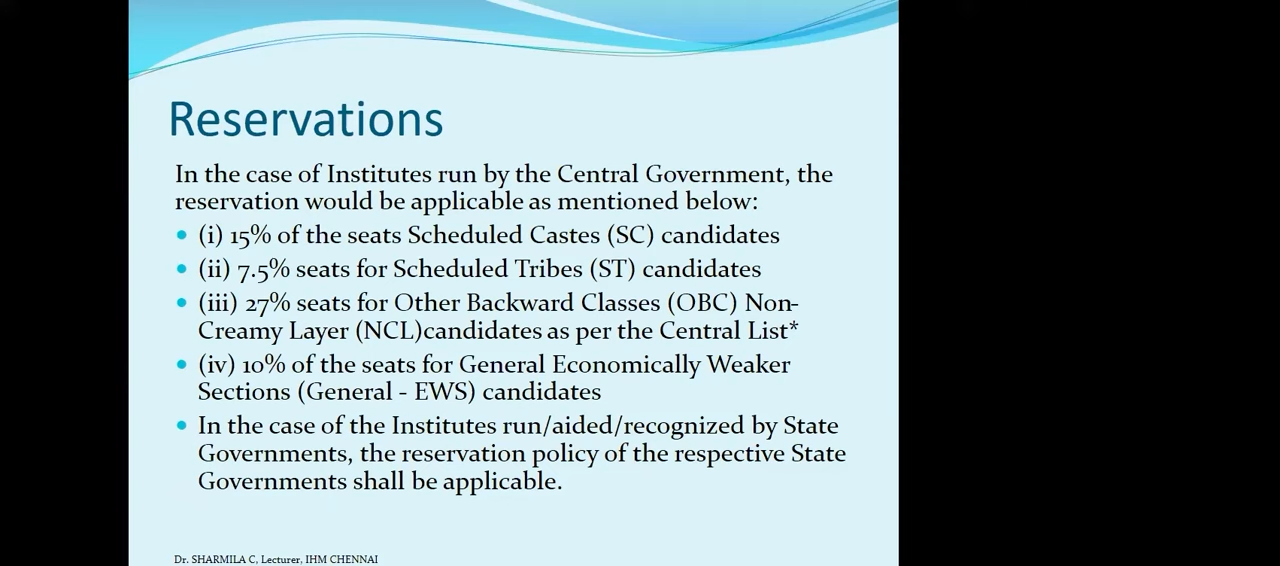 Reservations
In the case of Institutes run by the Central Government, the
reservation would be applicable as mentioned below:
• (i) 15% of the seats Scheduled Castes (SC) candidates
• (ii) 7.5% seats for Scheduled Tribes (ST) candidates
• (iii) 27% seats for Other Backward Classes (OBC) Non-
Creamy Layer (NCL)candidates as per the Central List*
• (iv) 10% of the seats for General Economically Weaker
Sections (General - EWS) candidates
• In the case of the Institutes run/aided/recognized by State
Governments, the reservation policy of the respective State
Governments shall be applicable.
Dr. SHARMILA C, Lecturer, IHM CHENNAI